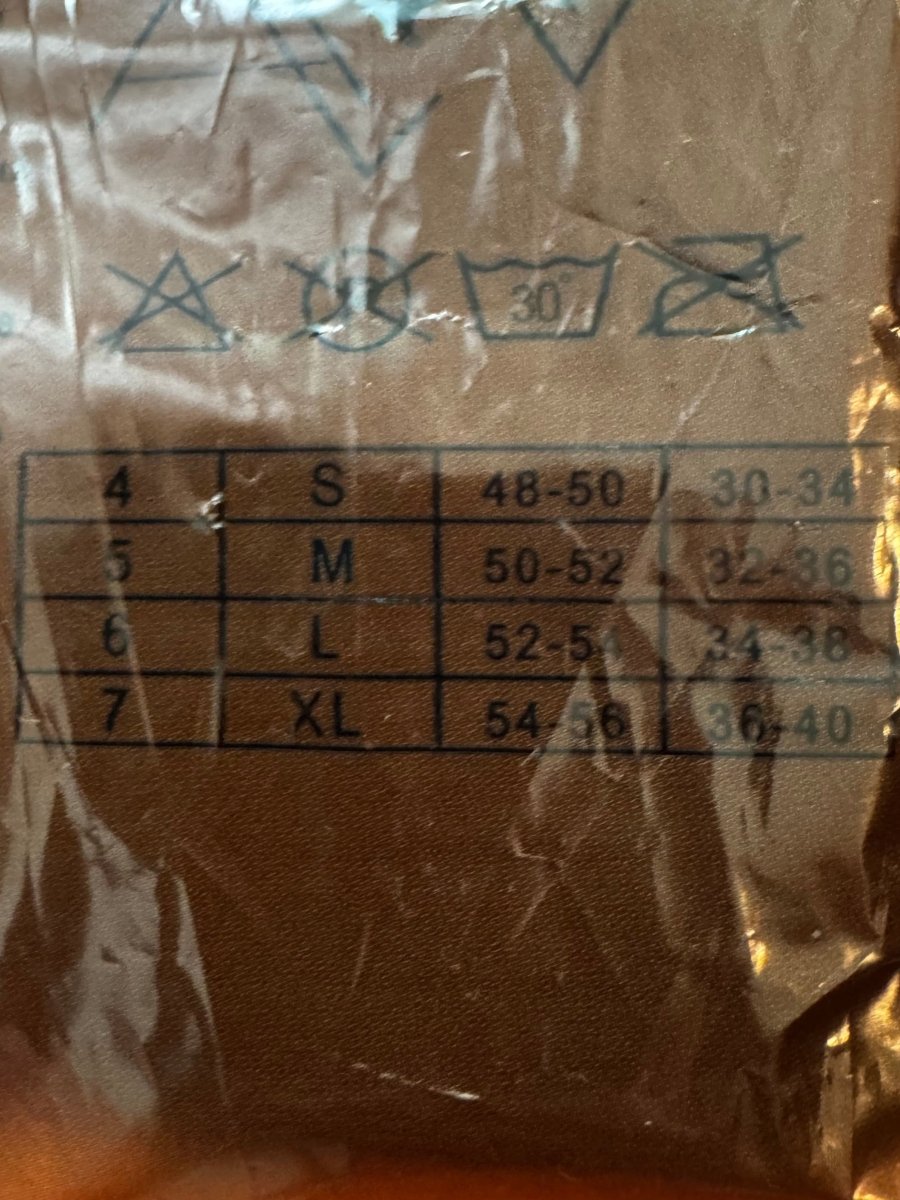 30°
4 S 48-50 30-34
5 M 50-52 32-36
6 L 52-54 34-38
7 XL 54-56 36-40